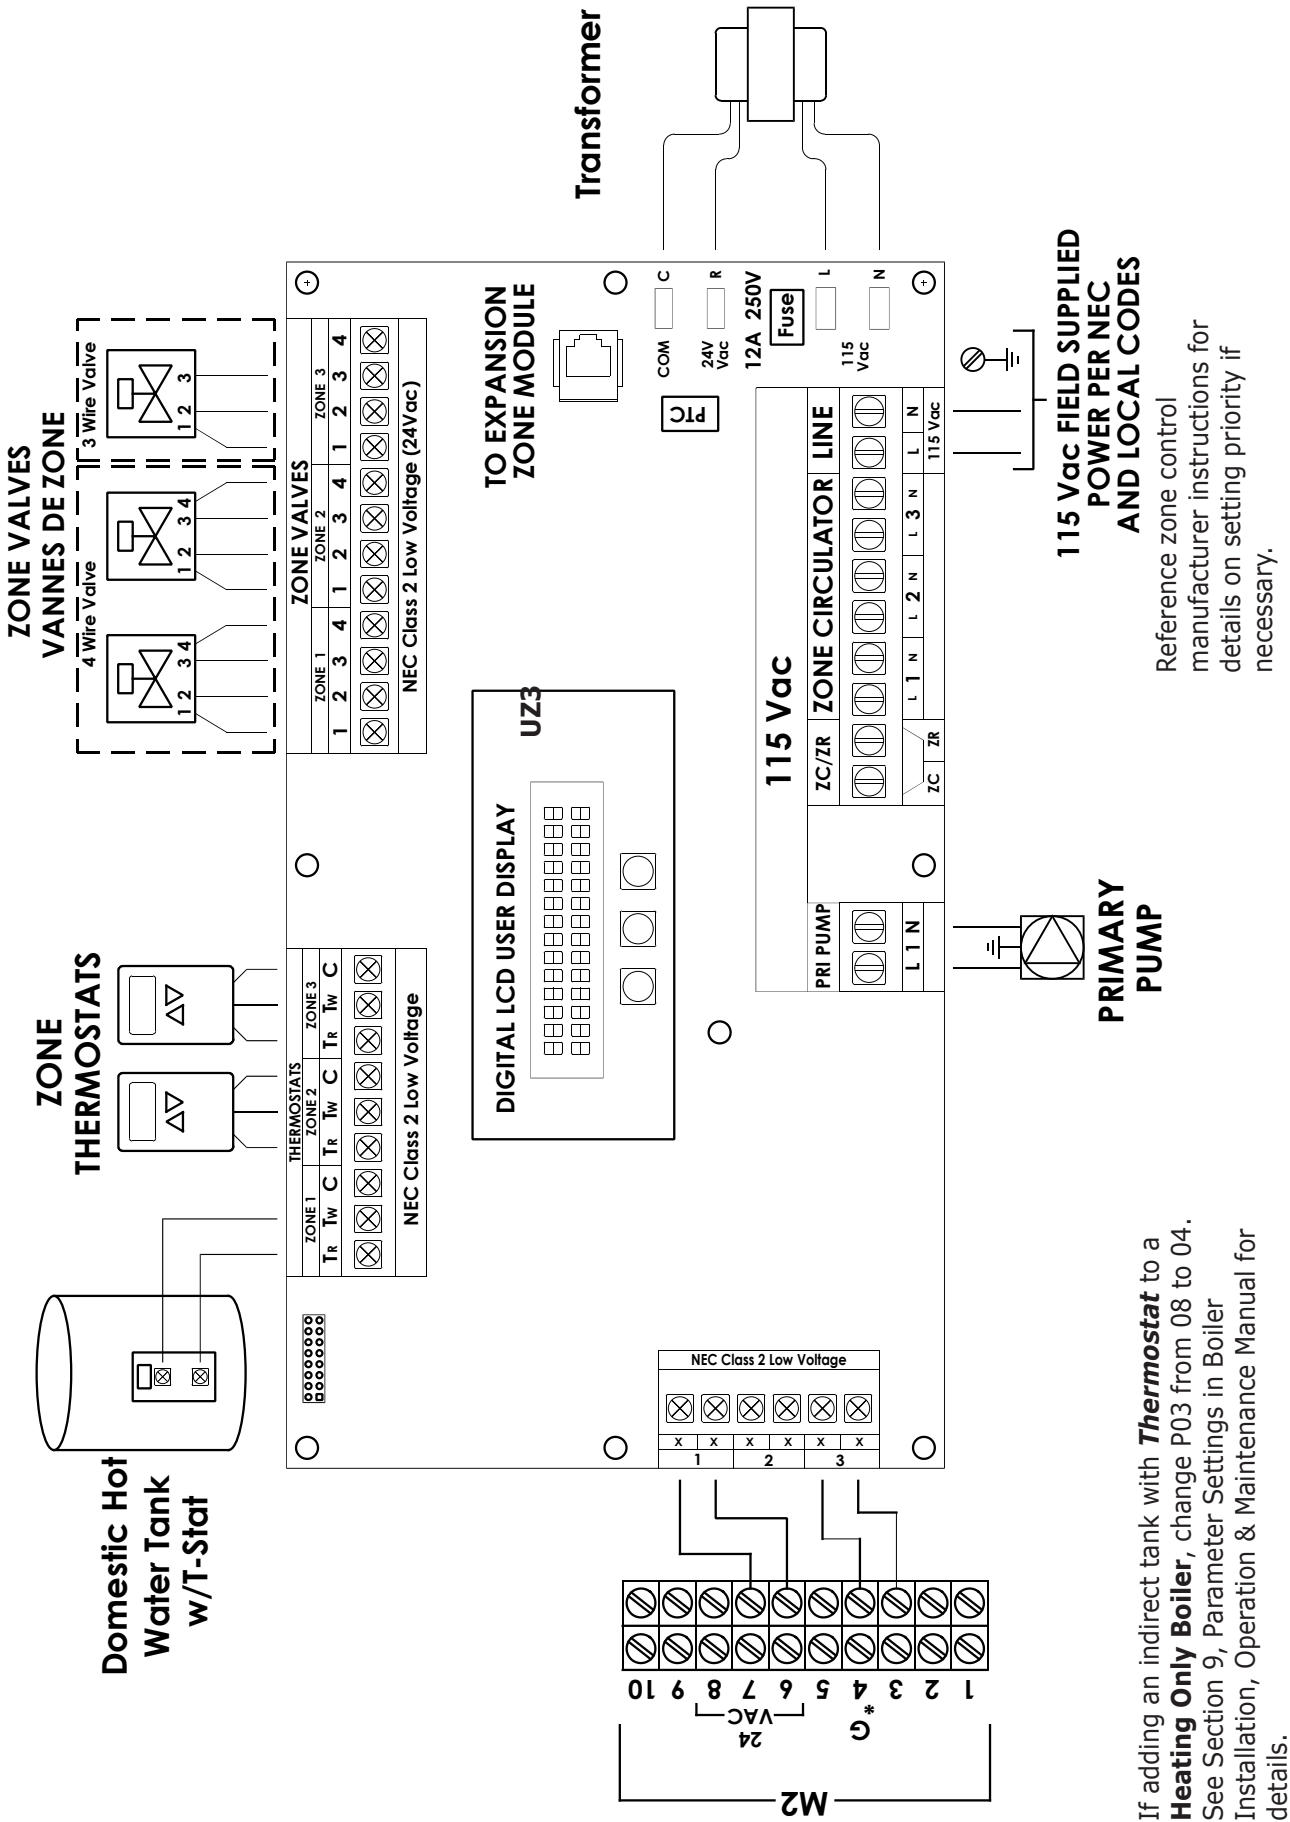 ZONE VALVES
VANNES DE ZONE
4 Wire Valve
3 Wire Valve
1 2 3 4
1 2 3 4
1 2 3
ZONE
THERMOSTATS
Domestic Hot
Water Tank
w/T-Stat
THERMOSTATS
ZONE 1 ZONE 2 ZONE 3
TR TW C TR TW C TR TW C
NEC Class 2 Low Voltage
ZONE VALVES
ZONE 1 ZONE 2 ZONE 3
1 2 3 4 1 2 3 4 1 2 3 4
NEC Class 2 Low Voltage (24Vac)
DIGITAL LCD USER DISPLAY
UZ3
TO EXPANSION
ZONE MODULE
Transformer
COM C
24V
Vac
R
12A 250V
Fuse
PTC
115
Vac
L
N
115 Vac
PRI PUMP
L 1 N
ZC/ZR ZONE CIRCULATOR LINE
ZC ZR L 1 N L 2 N L 3 N L N
115 Vac
NEC Class 2 Low Voltage
X X X X X X
1 2 3
M2
10
9
8
7
6
5
4
3
2
1
24
VAC
*G
PRIMARY
PUMP
115 Vac FIELD SUPPLIED
POWER PER NEC
AND LOCAL CODES
Reference zone control
manufacturer instructions for
details on setting priority if
necessary.
If adding an indirect tank with Thermostat to a
Heating Only Boiler, change P03 from 08 to 04.
See Section 9, Parameter Settings in Boiler
Installation, Operation & Maintenance Manual for
details.